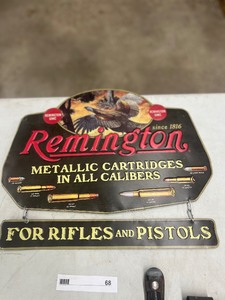 since 1816
Remington
METALLIC CARTRIDGES
IN ALL CALIBERS
FOR RIFLES AND PISTOLS
68